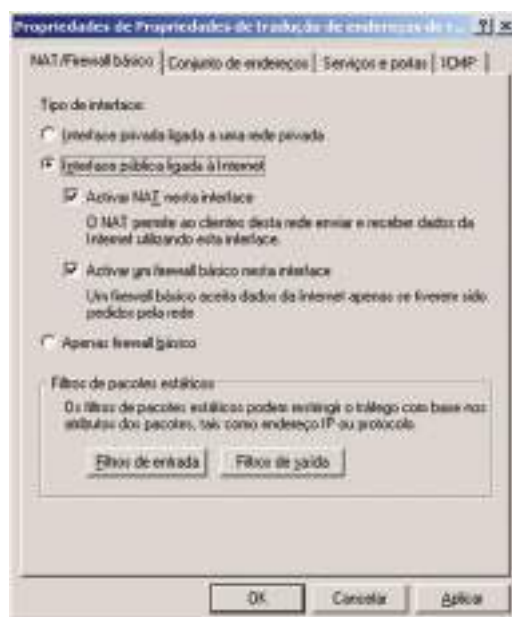 Propriedades de Propriedades de tradução de endereços de r...
NAT/Firewall básico
Conjunto de endereços
Serviços e portas
ICMP
Tipo de interface:
Interface privada ligada a uma rede privada
Interface pública ligada à Internet
Activar NAT nesta interface
O NAT permite ao clientes desta rede enviar e receber dados da
Internet utilizando esta interface.
Activar um firewall básico nesta interface
Um firewall básico aceita dados da Internet apenas se tiverem sido
pedidos pela rede
Apenas firewall básico
Filtros de pacotes estáticos
Os filtros de pacotes estáticos podem restringir o tráfego com base nos
atributos dos pacotes, tais como endereço IP ou protocolo.
Filtros de entrada
Filtros de saída
OK
Cancelar
Aplicar